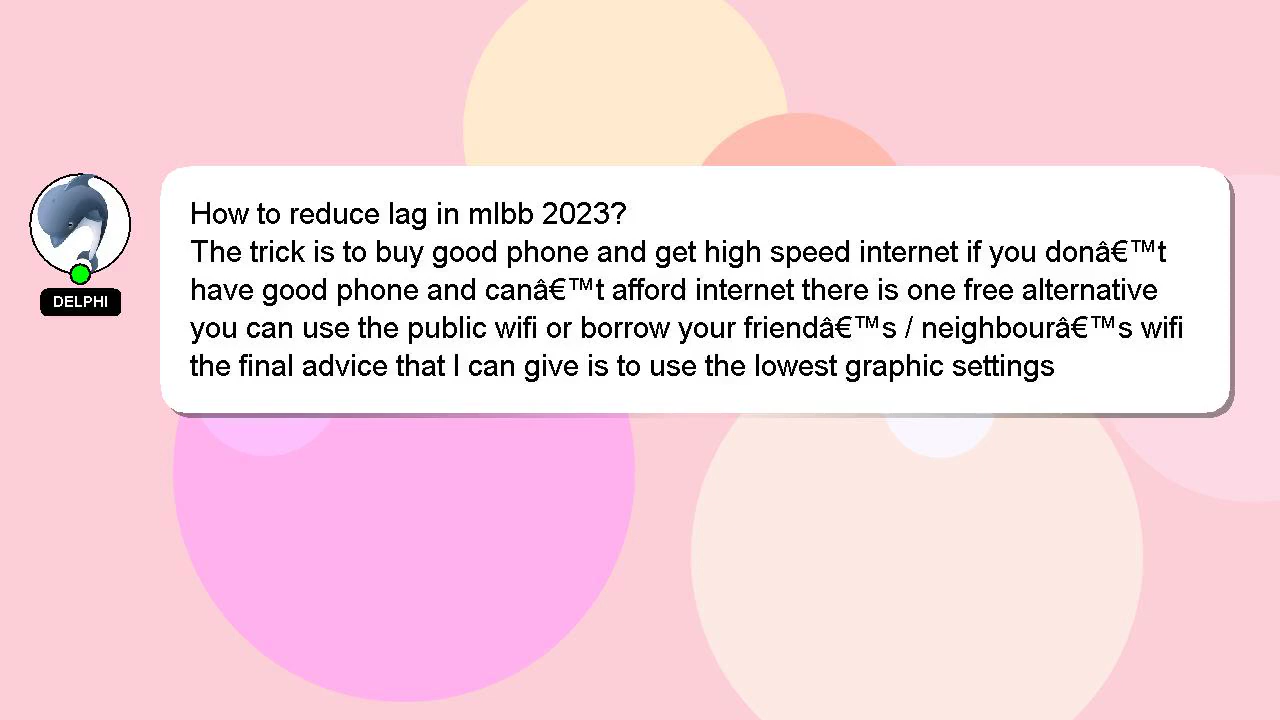 How to reduce lag in mlbb 2023?
The trick is to buy good phone and get high speed internet if you donâ€™t
have good phone and canâ€™t afford internet there is one free alternative
you can use the public wifi or borrow your friendâ€™s / neighbourâ€™s wifi
the final advice that I can give is to use the lowest graphic settings
DELPHI